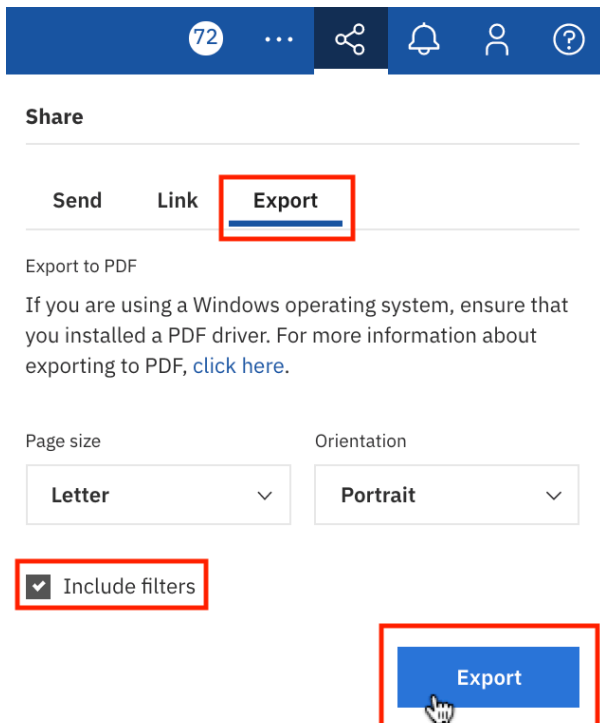 72
Share
Send Link Export
Export to PDF
If you are using a Windows operating system, ensure that
you installed a PDF driver. For more information about
exporting to PDF, click here.
Page size Orientation
Letter Portrait
Include filters
Export